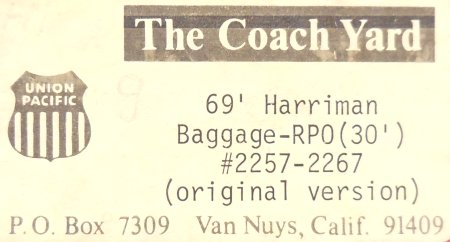 The Coach Yard
UNION
PACIFIC
69' Harriman
Baggage-RPO(30')
#2257-2267
(original version)
P.O. Box 7309 Van Nuys, Calif. 91409